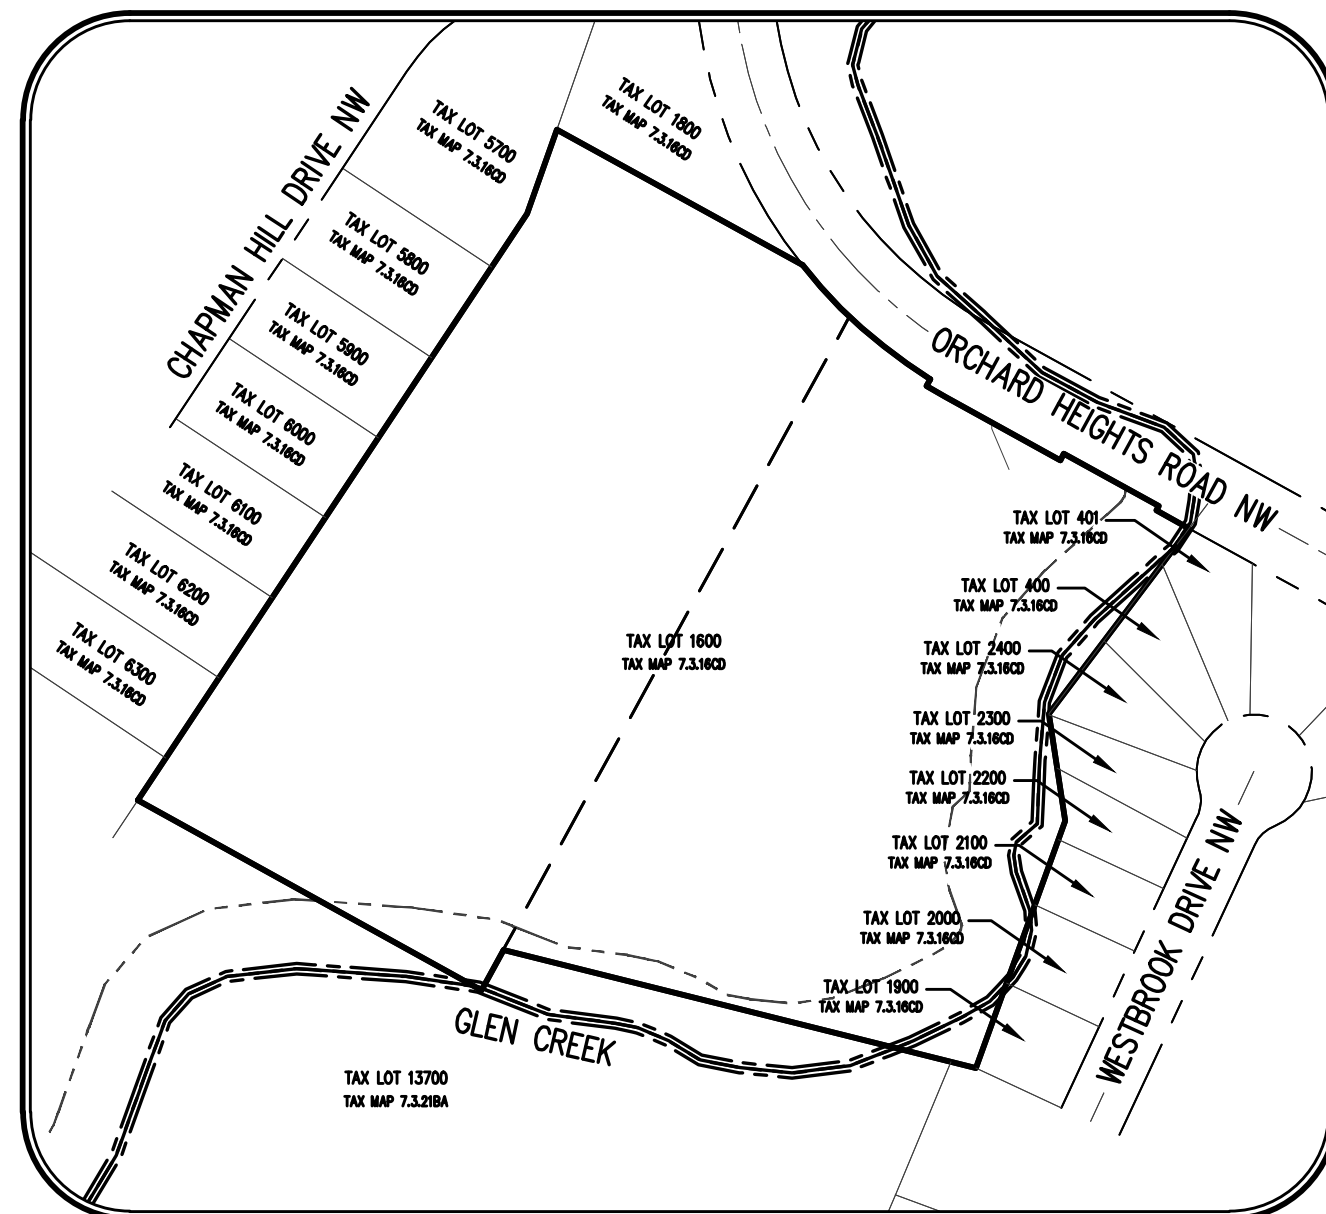 TAX LOT 1800
TAX MAP 7.3.16CD
TAX LOT 5700
TAX MAP 7.3.16CD
CHAPMAN HILL DRIVE NW
TAX LOT 5800
TAX MAP 7.3.16CD
TAX LOT 5900
TAX MAP 7.3.16CD
TAX LOT 6000
TAX MAP 7.3.16CD
TAX LOT 6100
TAX MAP 7.3.16CD
TAX LOT 6200
TAX MAP 7.3.16CD
TAX LOT 6300
TAX MAP 7.3.16CD
ORCHARD HEIGHTS ROAD NW
TAX LOT 401
TAX MAP 7.3.16CD
TAX LOT 400
TAX MAP 7.3.16CD
TAX LOT 1600
TAX MAP 7.3.16CD
TAX LOT 2400
TAX MAP 7.3.16CD
TAX LOT 2300
TAX MAP 7.3.16CD
TAX LOT 2200
TAX MAP 7.3.16CD
TAX LOT 2100
TAX MAP 7.3.16CD
TAX LOT 2000
TAX MAP 7.3.16CD
TAX LOT 1900
TAX MAP 7.3.16CD
WESTBROOK DRIVE NW
GLEN CREEK
TAX LOT 13700
TAX MAP 7.3.21BA